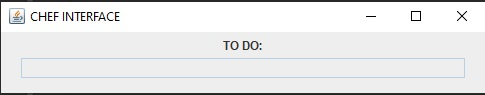 CHEF INTERFACE
TO DO: